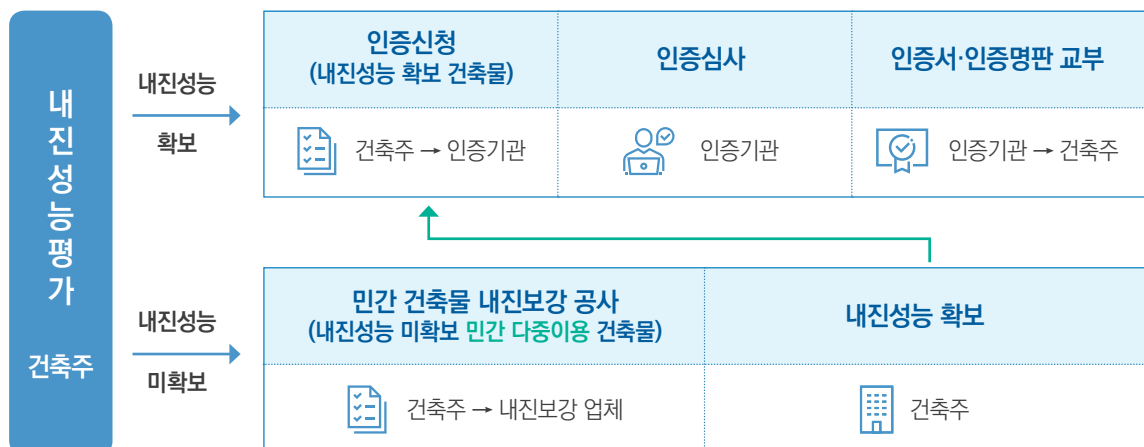 내진성능평가
건축주
내진성능
확보
인증신청
(내진성능 확보 건축물)
인증심사
인증서·인증명판 교부
건축주 → 인증기관
인증기관
인증기관 → 건축주
내진성능
미확보
민간 건축물 내진보강 공사
(내진성능 미확보 민간 다중이용 건축물)
내진성능 확보
건축주 → 내진보강 업체
건축주